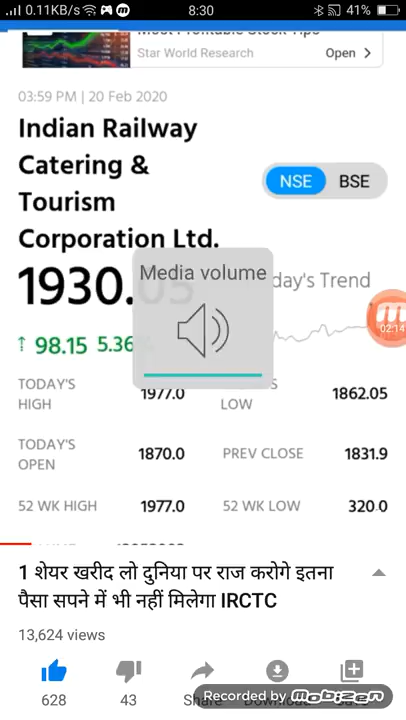 0.11KB/s 8:30 41%
Star World Research Open
03:59 PM | 20 Feb 2020
Indian Railway
Catering &
Tourism
Corporation Ltd.
NSE BSE
Media volume
1930.05 day's Trend
02:14
↑ 98.15 5.36
TODAY'S HIGH 1977.0 LOW 1862.05
TODAY'S OPEN 1870.0 PREV CLOSE 1831.9
52 WK HIGH 1977.0 52 WK LOW 320.0
1 शेयर खरीद लो दुनिया पर राज करोगे इतना
पैसा सपने में भी नहीं मिलेगा IRCTC
13,624 views
628 43 Share Download
Recorded by mobizen